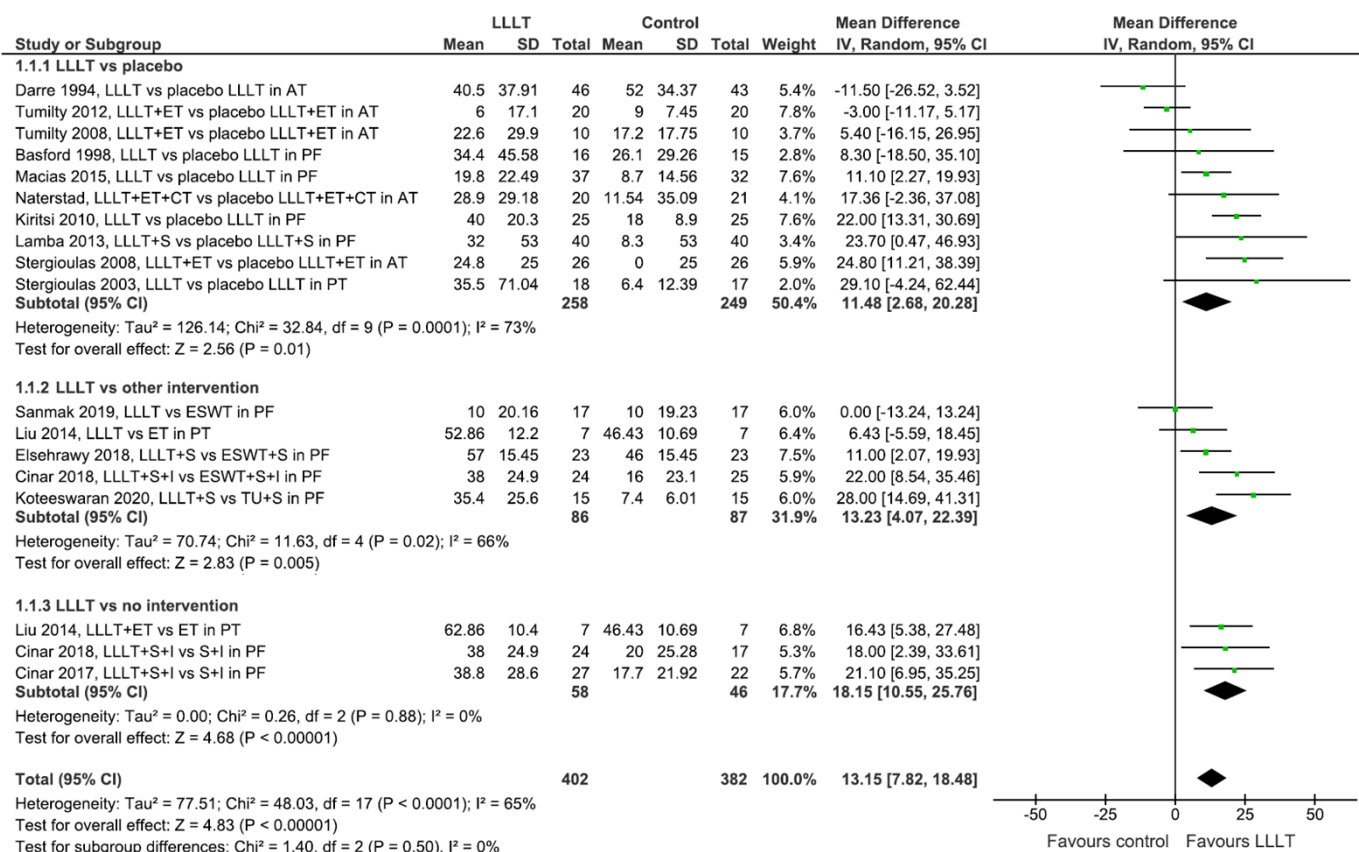 LLLT Control Mean Difference Mean Difference
Study or Subgroup Mean SD Total Mean SD Total Weight IV, Random, 95% CI IV, Random, 95% CI
1.1.1 LLLT vs placebo
Darre 1994, LLLT vs placebo LLLT in AT 40.5 37.91 46 52 34.37 43 5.4% -11.50 [-26.52, 3.52]
Tumilty 2012, LLLT+ET vs placebo LLLT+ET in AT 6 17.1 20 9 7.45 20 7.8% -3.00 [-11.17, 5.17]
Tumilty 2008, LLLT+ET vs placebo LLLT+ET in AT 22.6 29.9 10 17.2 17.75 10 3.7% 5.40 [-16.15, 26.95]
Basford 1998, LLLT vs placebo LLLT in PF 34.4 45.58 16 26.1 29.26 15 2.8% 8.30 [-18.50, 35.10]
Macias 2015, LLLT vs placebo LLLT in PF 19.8 22.49 37 8.7 14.56 32 7.6% 11.10 [2.27, 19.93]
Naterstad, LLLT+ET+CT vs placebo LLLT+ET+CT in AT 28.9 29.18 20 11.54 35.09 21 4.1% 17.36 [-2.36, 37.08]
Kiritsi 2010, LLLT vs placebo LLLT in PF 40 20.3 25 18 8.9 25 7.6% 22.00 [13.31, 30.69]
Lamba 2013, LLLT+S vs placebo LLLT+S in PF 32 53 40 8.3 53 40 3.4% 23.70 [0.47, 46.93]
Stergioulas 2008, LLLT+ET vs placebo LLLT+ET in AT 24.8 25 26 0 25 26 5.9% 24.80 [11.21, 38.39]
Stergioulas 2003, LLLT vs placebo LLLT in PT 35.5 71.04 18 6.4 12.39 17 2.0% 29.10 [-4.24, 62.44]
Subtotal (95% CI) 258 249 50.4% 11.48 [2.68, 20.28]
Heterogeneity: Tau² = 126.14; Chi² = 32.84, df = 9 (P = 0.0001); I² = 73%
Test for overall effect: Z = 2.56 (P = 0.01)
1.1.2 LLLT vs other intervention
Sanmak 2019, LLLT vs ESWT in PF 10 20.16 17 10 19.23 17 6.0% 0.00 [-13.24, 13.24]
Liu 2014, LLLT vs ET in PT 52.86 12.2 7 46.43 10.69 7 6.4% 6.43 [-5.59, 18.45]
Elsehrawy 2018, LLLT+S vs ESWT+S in PF 57 15.45 23 46 15.45 23 7.5% 11.00 [2.07, 19.93]
Cinar 2018, LLLT+S+I vs ESWT+S+I in PF 38 24.9 24 16 23.1 25 5.9% 22.00 [8.54, 35.46]
Koteeswaran 2020, LLLT+S vs TU+S in PF 35.4 25.6 15 7.4 6.01 15 6.0% 28.00 [14.69, 41.31]
Subtotal (95% CI) 86 87 31.9% 13.23 [4.07, 22.39]
Heterogeneity: Tau² = 70.74; Chi² = 11.63, df = 4 (P = 0.02); I² = 66%
Test for overall effect: Z = 2.83 (P = 0.005)
1.1.3 LLLT vs no intervention
Liu 2014, LLLT+ET vs ET in PT 62.86 10.4 7 46.43 10.69 7 6.8% 16.43 [5.38, 27.48]
Cinar 2018, LLLT+S+I vs S+I in PF 38 24.9 24 20 25.28 17 5.3% 18.00 [2.39, 33.61]
Cinar 2017, LLLT+S+I vs S+I in PF 38.8 28.6 27 17.7 21.92 22 5.7% 21.10 [6.95, 35.25]
Subtotal (95% CI) 58 46 17.7% 18.15 [10.55, 25.76]
Heterogeneity: Tau² = 0.00; Chi² = 0.26, df = 2 (P = 0.88); I² = 0%
Test for overall effect: Z = 4.68 (P < 0.00001)
Total (95% CI) 402 382 100.0% 13.15 [7.82, 18.48]
Heterogeneity: Tau² = 77.51; Chi² = 48.03, df = 17 (P < 0.0001); I² = 65%
Test for overall effect: Z = 4.83 (P < 0.00001)
Test for subgroup differences: Chi² = 1.40, df = 2 (P = 0.50), I² = 0%
-50 -25 0 25 50
Favours control Favours LLLT